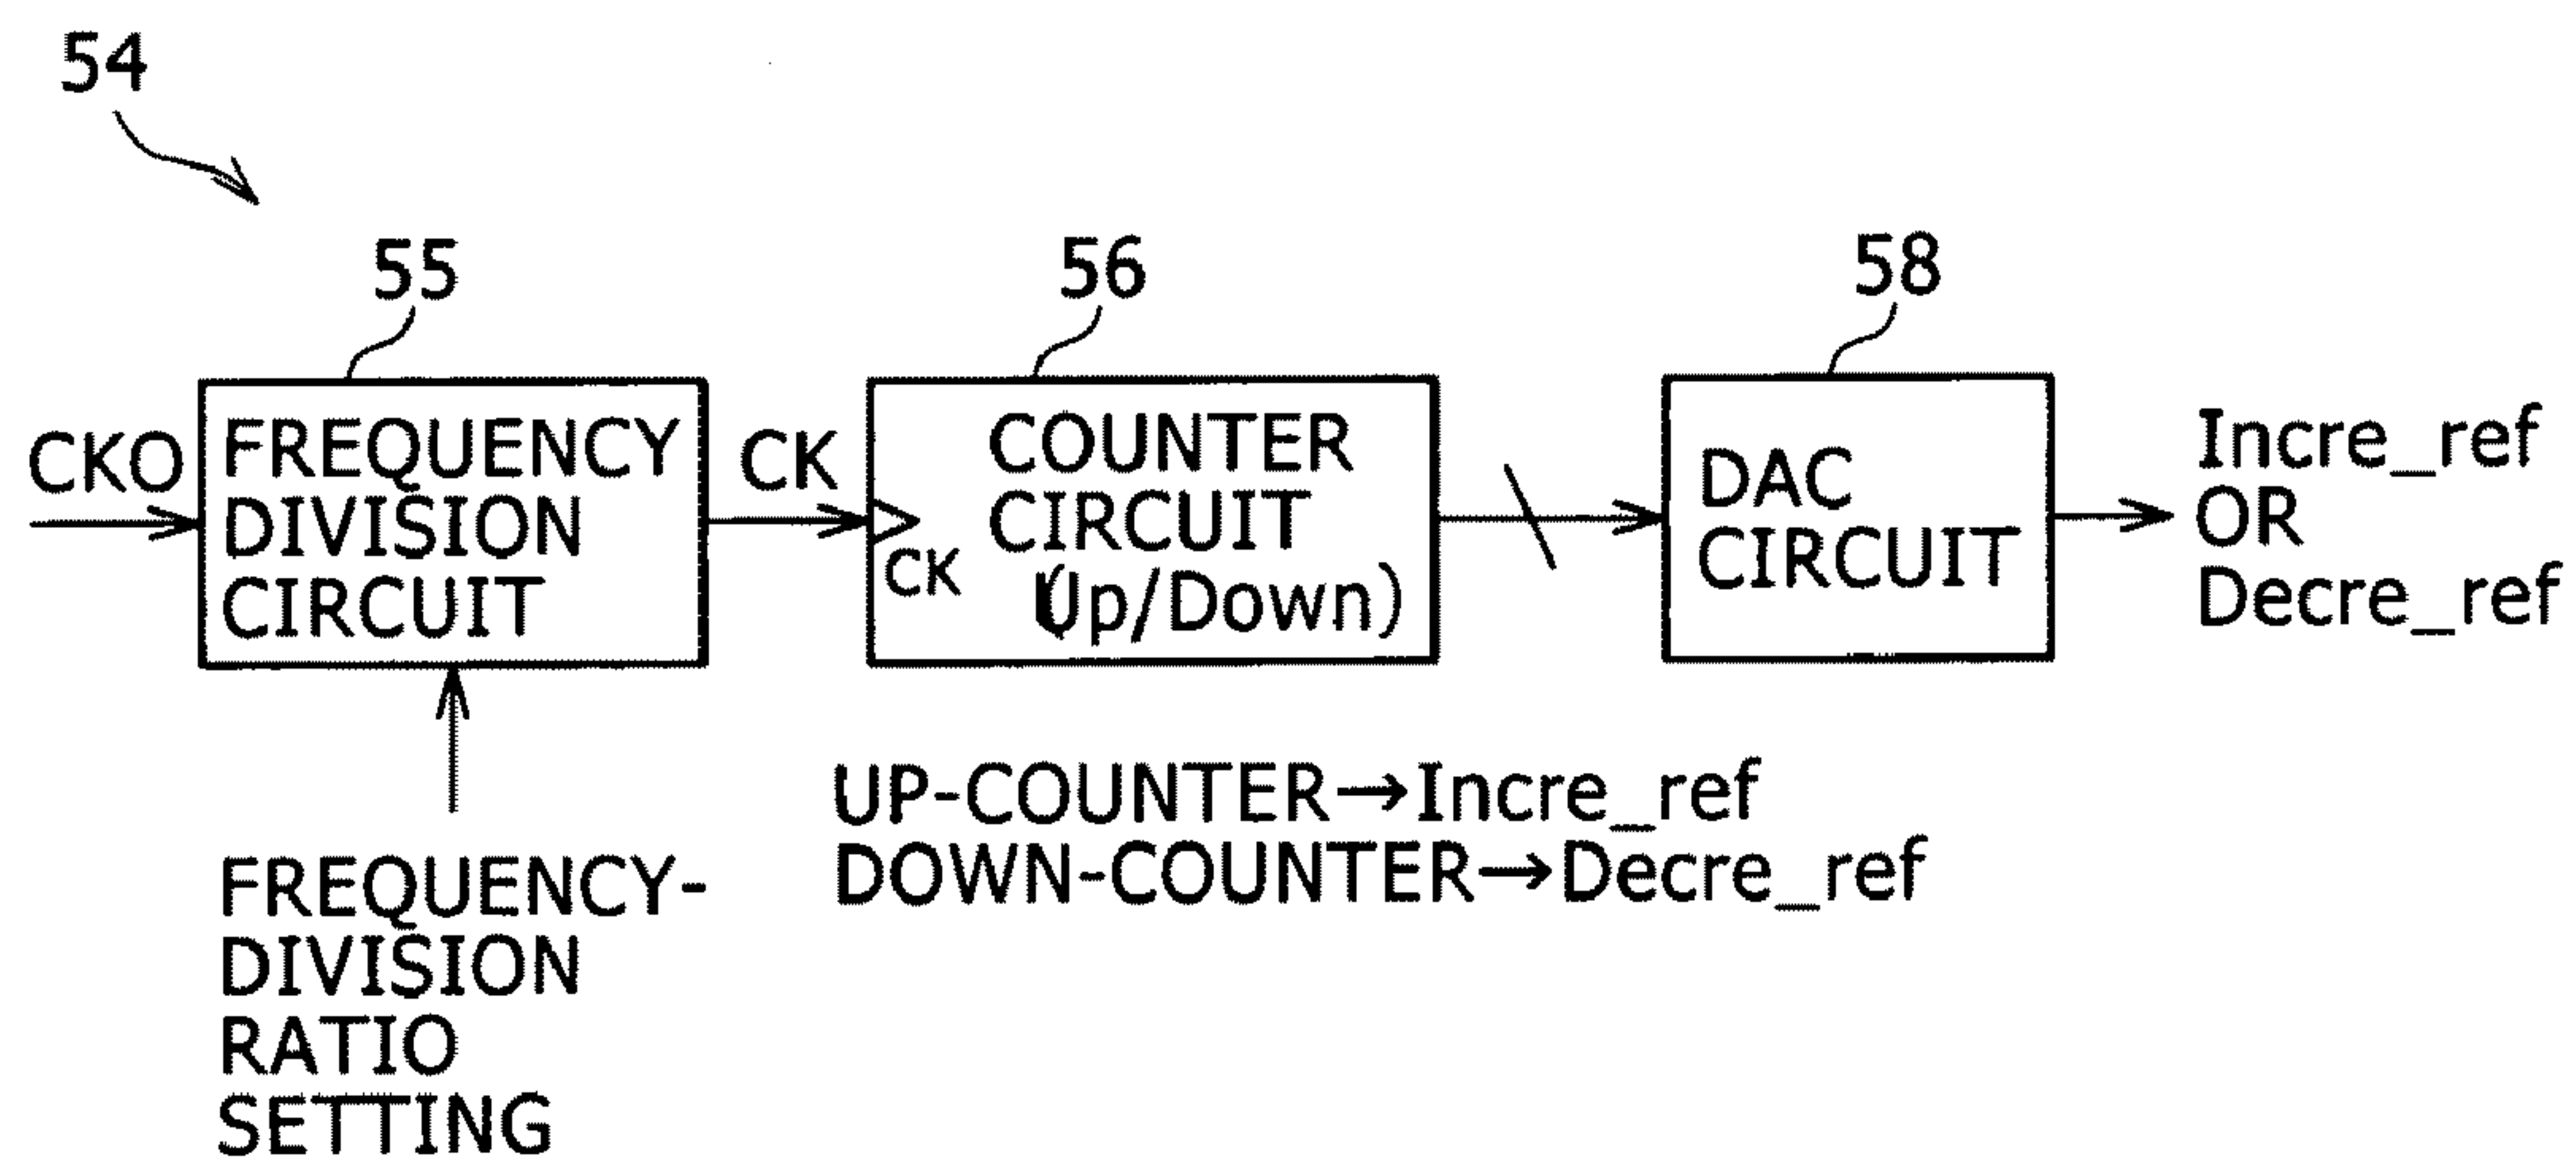 54
55
56
58
CKO
FREQUENCY
DIVISION
CIRCUIT
CK
CK
COUNTER
CIRCUIT
(Up/Down)
DAC
CIRCUIT
Incre_ref
OR
Decre_ref
FREQUENCY-
DIVISION
RATIO
SETTING
UP-COUNTER→Incre_ref
DOWN-COUNTER→Decre_ref